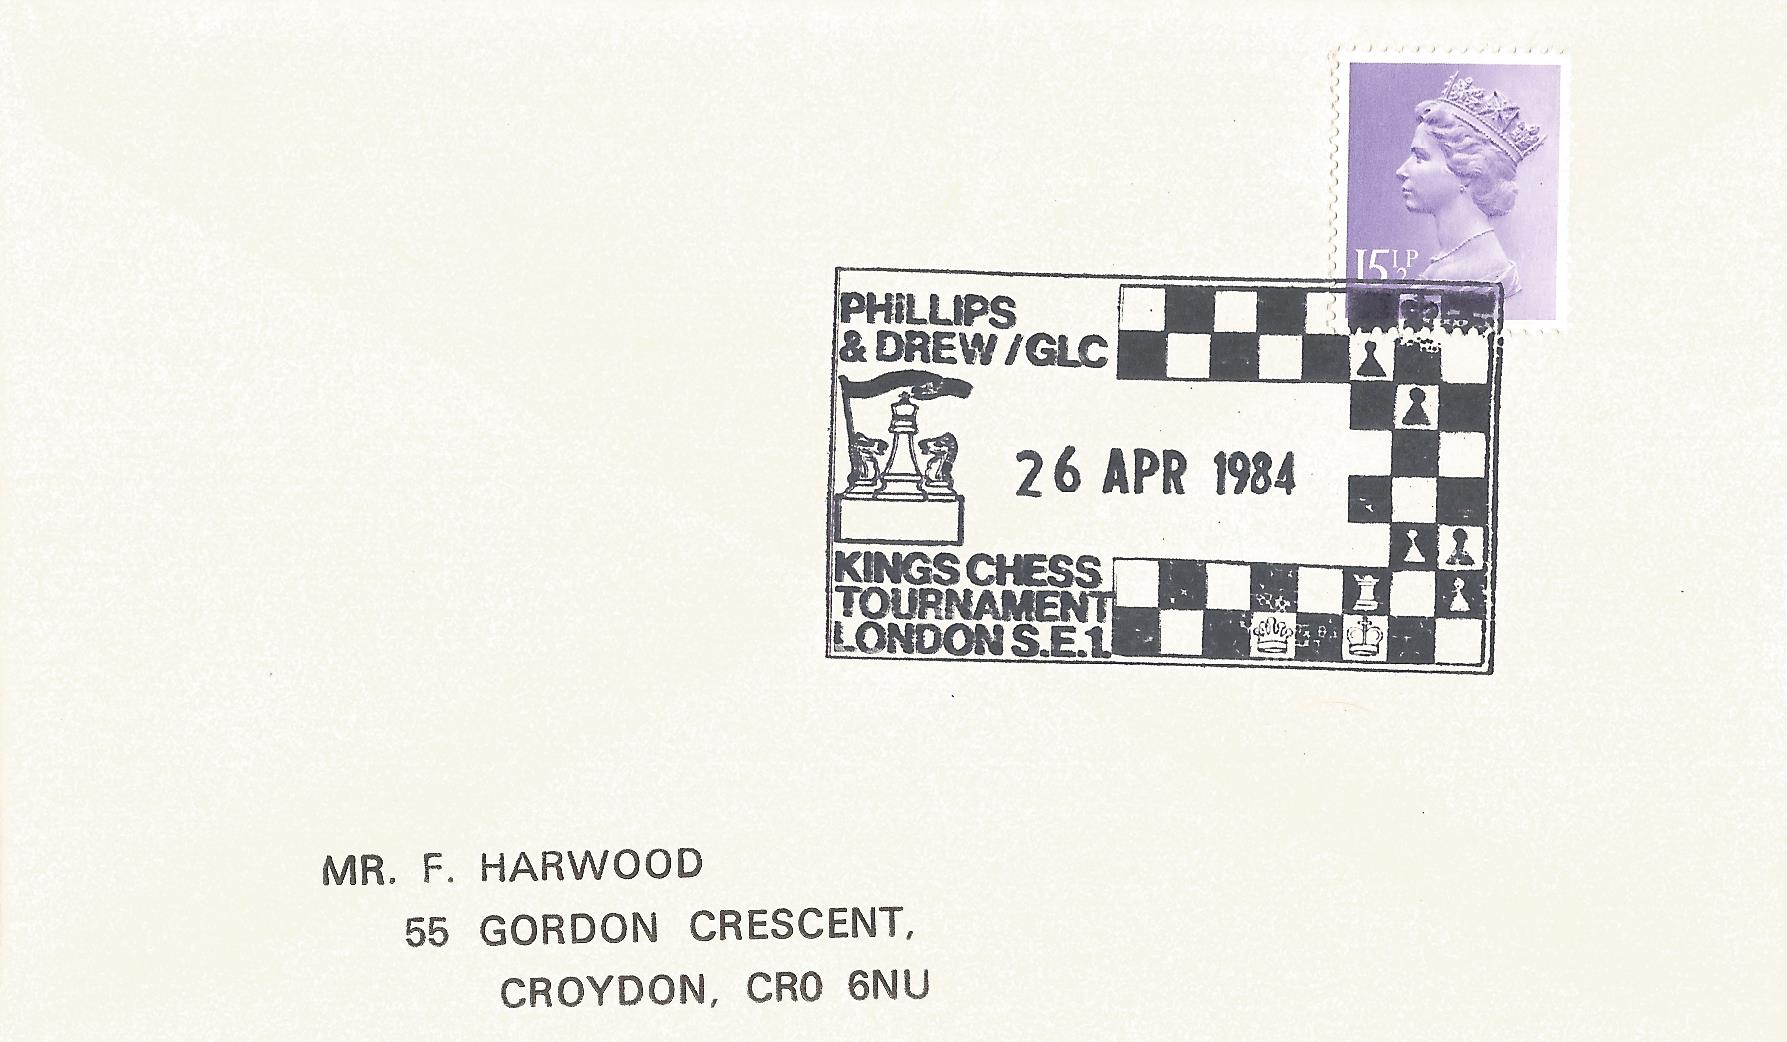 15½P
PHILLIPS
& DREW / GLC
26 APR 1984
KINGS CHESS
TOURNAMENT
LONDON S.E.1.
MR. F. HARWOOD
55 GORDON CRESCENT,
CROYDON, CR0 6NU